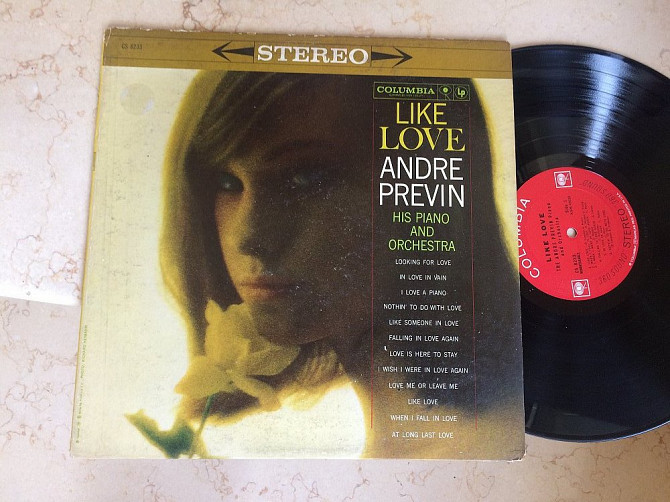 CS 8233
STEREO
COLUMBIA
LP
LIKE
LOVE
ANDRE
PREVIN
HIS PIANO
AND
ORCHESTRA
LOOKING FOR LOVE
IN LOVE IN VAIN
I LOVE A PIANO
NOTHIN' TO DO WITH LOVE
LIKE SOMEONE IN LOVE
FALLING IN LOVE AGAIN
LOVE IS HERE TO STAY
I WISH I WERE IN LOVE AGAIN
LOVE ME OR LEAVE ME
LIKE LOVE
WHEN I FALL IN LOVE
AT LONG LAST LOVE
COLUMBIA
LIKE LOVE
STEREO